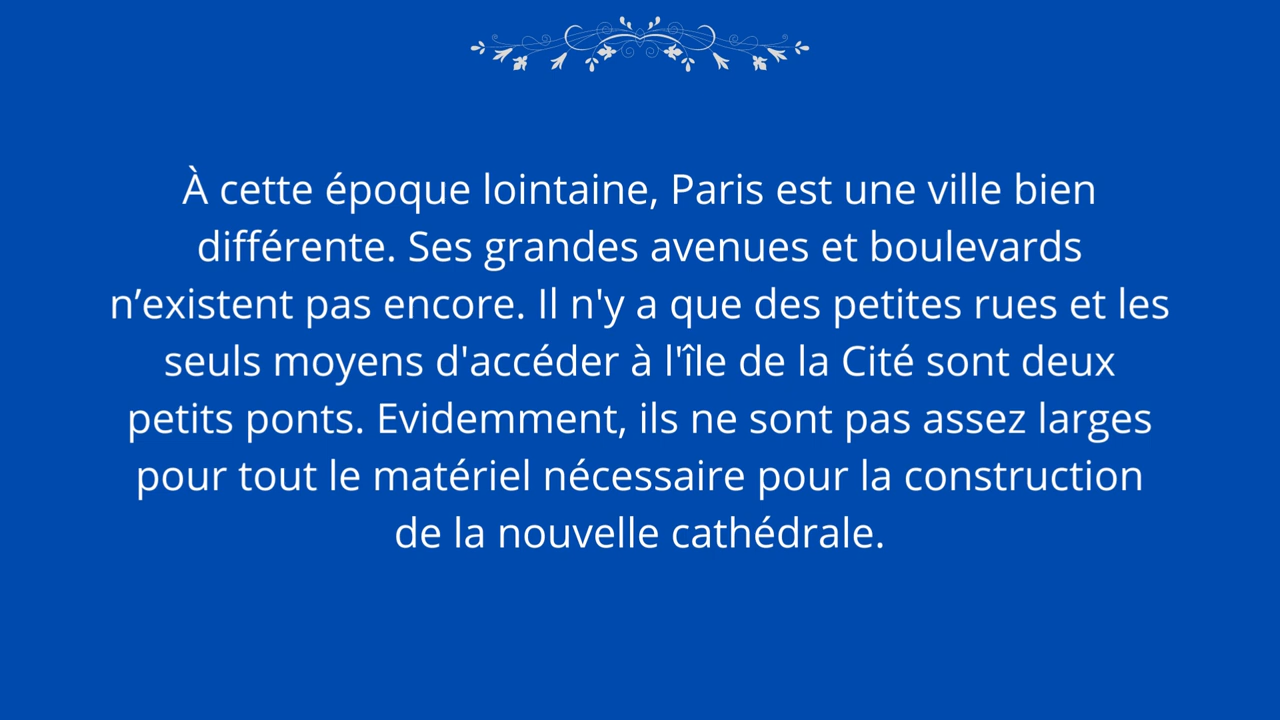 À cette époque lointaine, Paris est une ville bien
différente. Ses grandes avenues et boulevards
n’existent pas encore. Il n'y a que des petites rues et les
seuls moyens d'accéder à l'île de la Cité sont deux
petits ponts. Evidemment, ils ne sont pas assez larges
pour tout le matériel nécessaire pour la construction
de la nouvelle cathédrale.